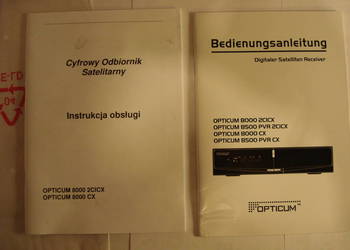 Cyfrowy Odbiornik
Satelitarny
Instrukcja obsługi
OPTICUM 8000 2CICX
OPTICUM 8000 CX
Bedienungsanleitung
Digitaler Satelliten Receiver
OPTICUM 8000 2CICX
OPTICUM 8500 PVR 2CICX
OPTICUM 8000 CX
OPTICUM 8500 PVR CX
OPTICUM